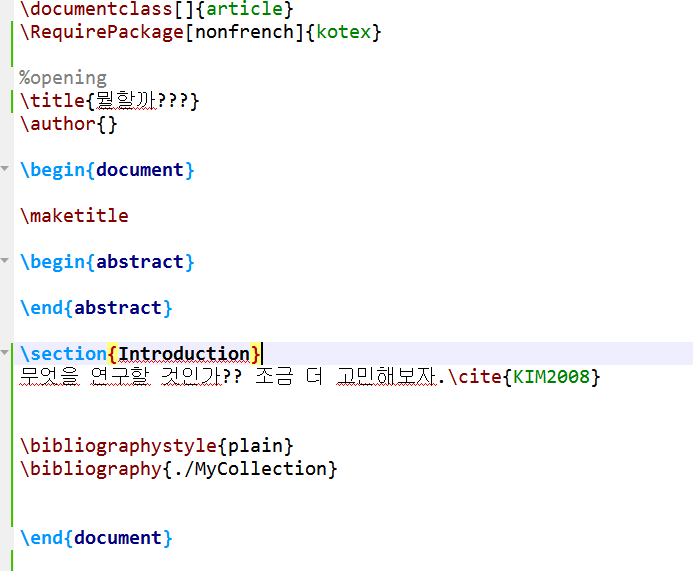 \documentclass[]{article}
\RequirePackage[nonfrench]{kotex}
%opening
\title{뭘할까???}
\author{}
\begin{document}
\maketitle
\begin{abstract}
\end{abstract}
\section{Introduction}
무엇을 연구할 것인가?? 조금 더 고민해보자.\cite{KIM2008}
\bibliographystyle{plain}
\bibliography{./MyCollection}
\end{document}